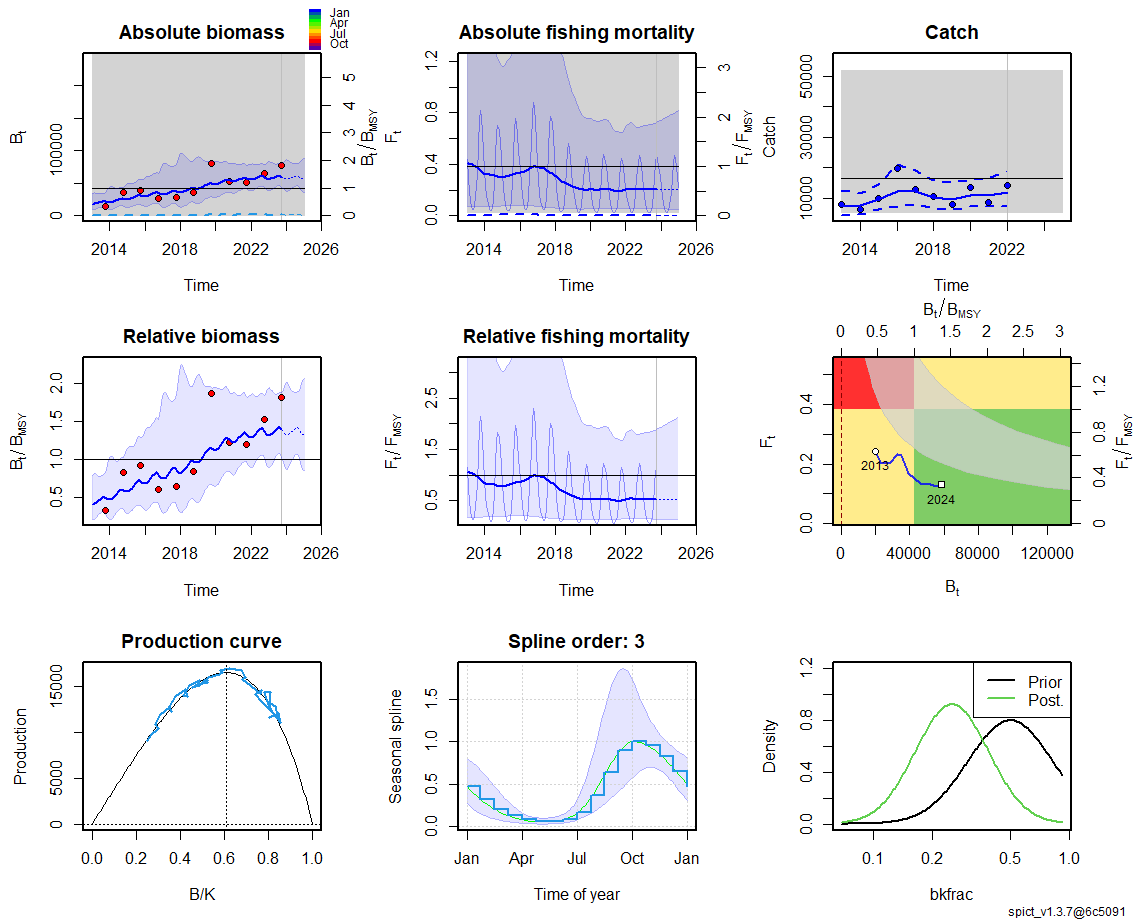 Absolute biomass
Jan
Apr
Jul
Oct
Bt
0
100000
0 1 2 3 4 5
Bt/BMSY
2014 2018 2022 2026
Time
Absolute fishing mortality
Ft
0.0 0.4 0.8 1.2
0 1 2 3
Ft/FMSY
2014 2018 2022 2026
Time
Catch
Catch
10000 30000 50000
2014 2018 2022
Time
Relative biomass
Bt/BMSY
0.5 1.0 1.5 2.0
2014 2018 2022 2026
Time
Relative fishing mortality
Ft/FMSY
0.5 1.5 2.5
2014 2018 2022 2026
Time
Bt/BMSY
0 0.5 1 1.5 2 2.5 3
Ft
0.0 0.2 0.4
2013
2024
0 0.4 0.8 1.2
Ft/FMSY
0 40000 80000 120000
Bt
Production curve
Production
0 5000 15000
0.0 0.2 0.4 0.6 0.8 1.0
B/K
Spline order: 3
Seasonal spline
0.0 0.5 1.0 1.5
Jan Apr Jul Oct Jan
Time of year
Density
0.0 0.4 0.8 1.2
Prior
Post.
0.1 0.2 0.5 1.0
bkfrac
spict_v1.3.7@6c5091